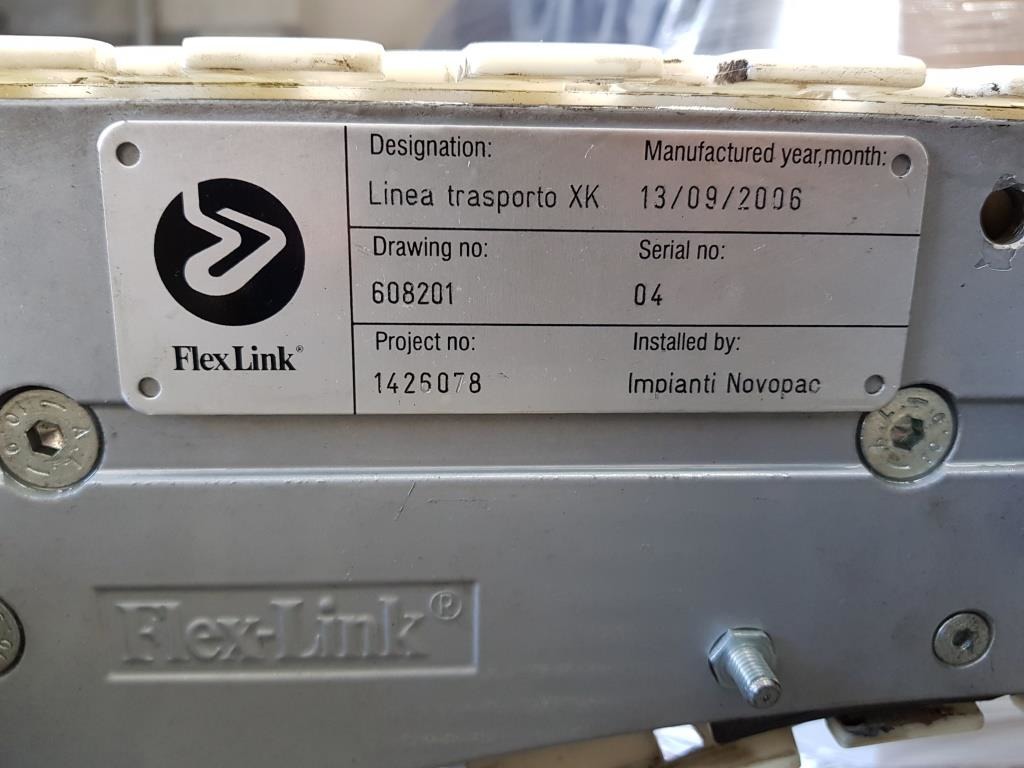 Designation:
Manufactured year,month:
Linea trasporto XK
13/09/2006
Drawing no:
Serial no:
608201
04
Project no:
Installed by:
1426078
Impianti Novopac
FlexLink®
Flex-Link®